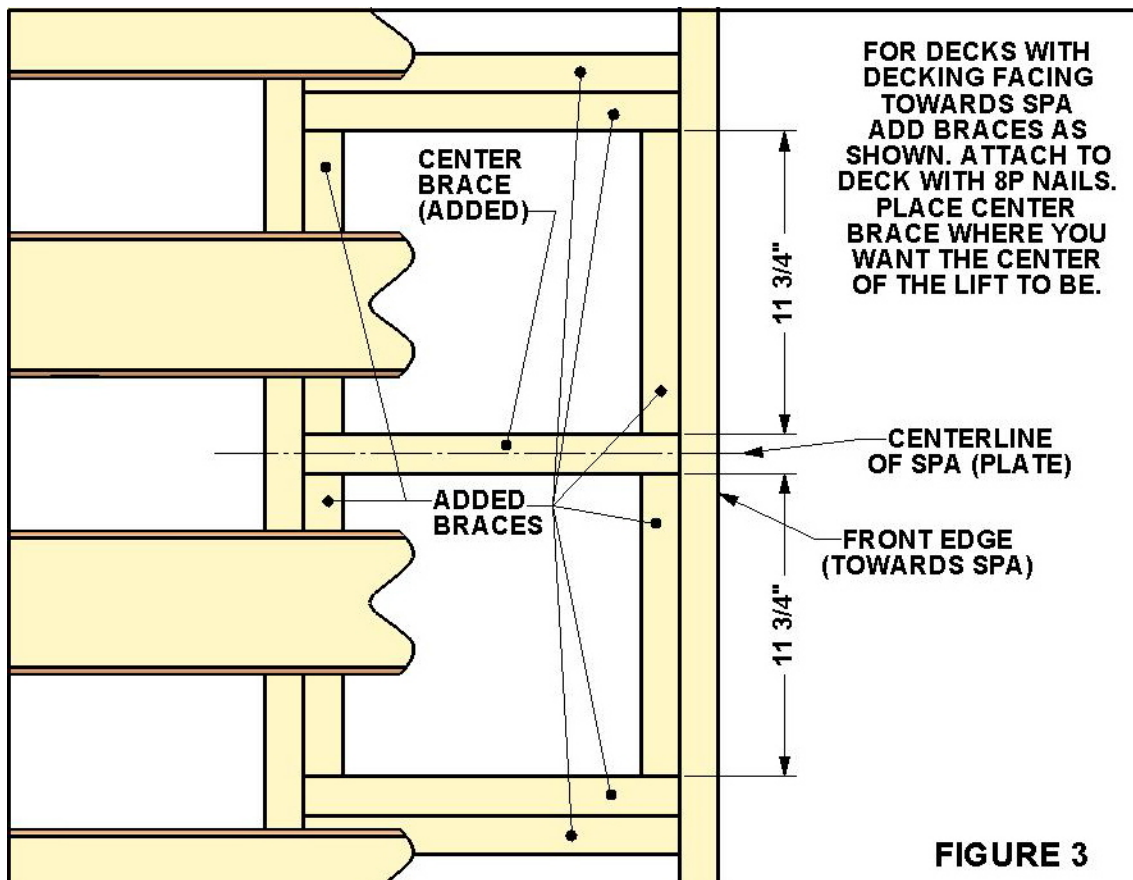 FOR DECKS WITH
DECKING FACING
TOWARDS SPA
ADD BRACES AS
SHOWN. ATTACH TO
DECK WITH 8P NAILS.
PLACE CENTER
BRACE WHERE YOU
WANT THE CENTER
OF THE LIFT TO BE.
CENTER
BRACE
(ADDED)
11 3/4"
CENTERLINE
OF SPA (PLATE)
ADDED
BRACES
FRONT EDGE
(TOWARDS SPA)
11 3/4"
FIGURE 3